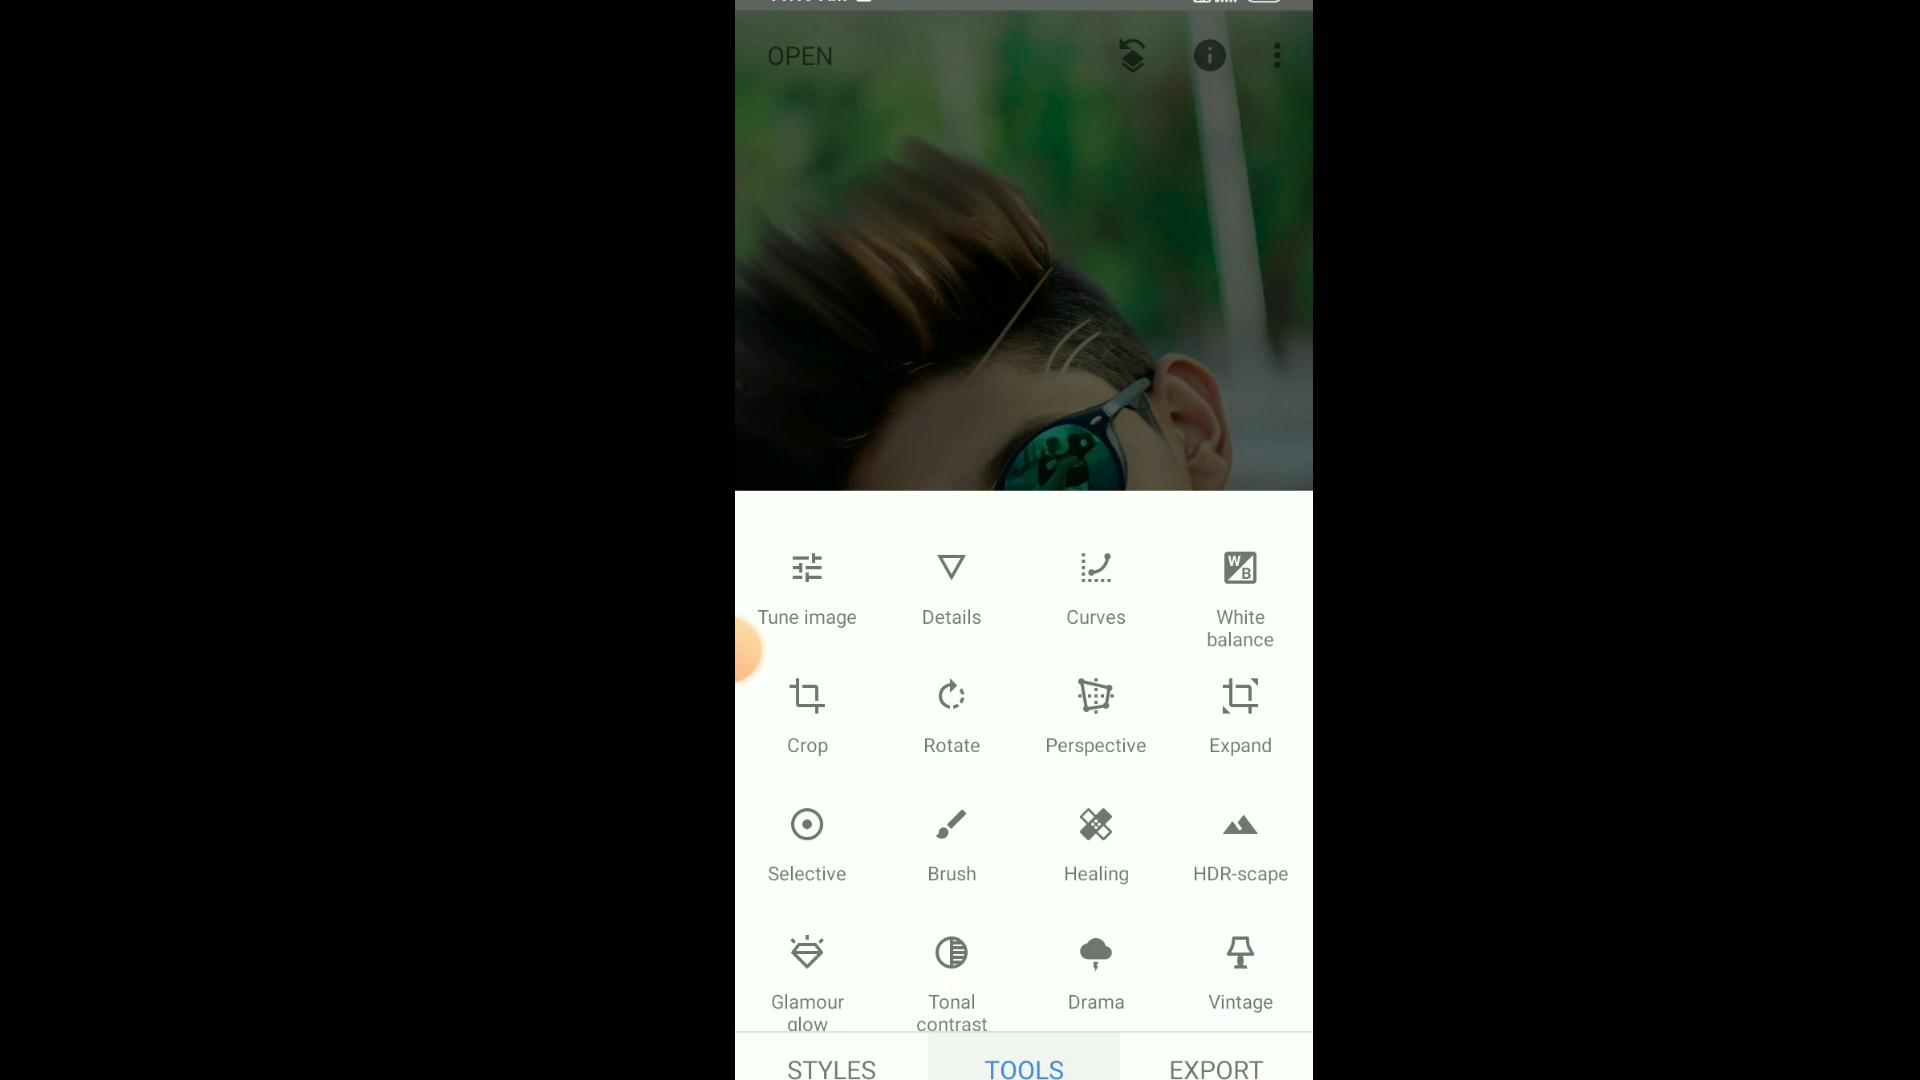 OPEN
Tune image
Details
Curves
White
balance
Crop
Rotate
Perspective
Expand
Selective
Brush
Healing
HDR-scape
Glamour
glow
Tonal
contrast
Drama
Vintage
STYLES
TOOLS
EXPORT